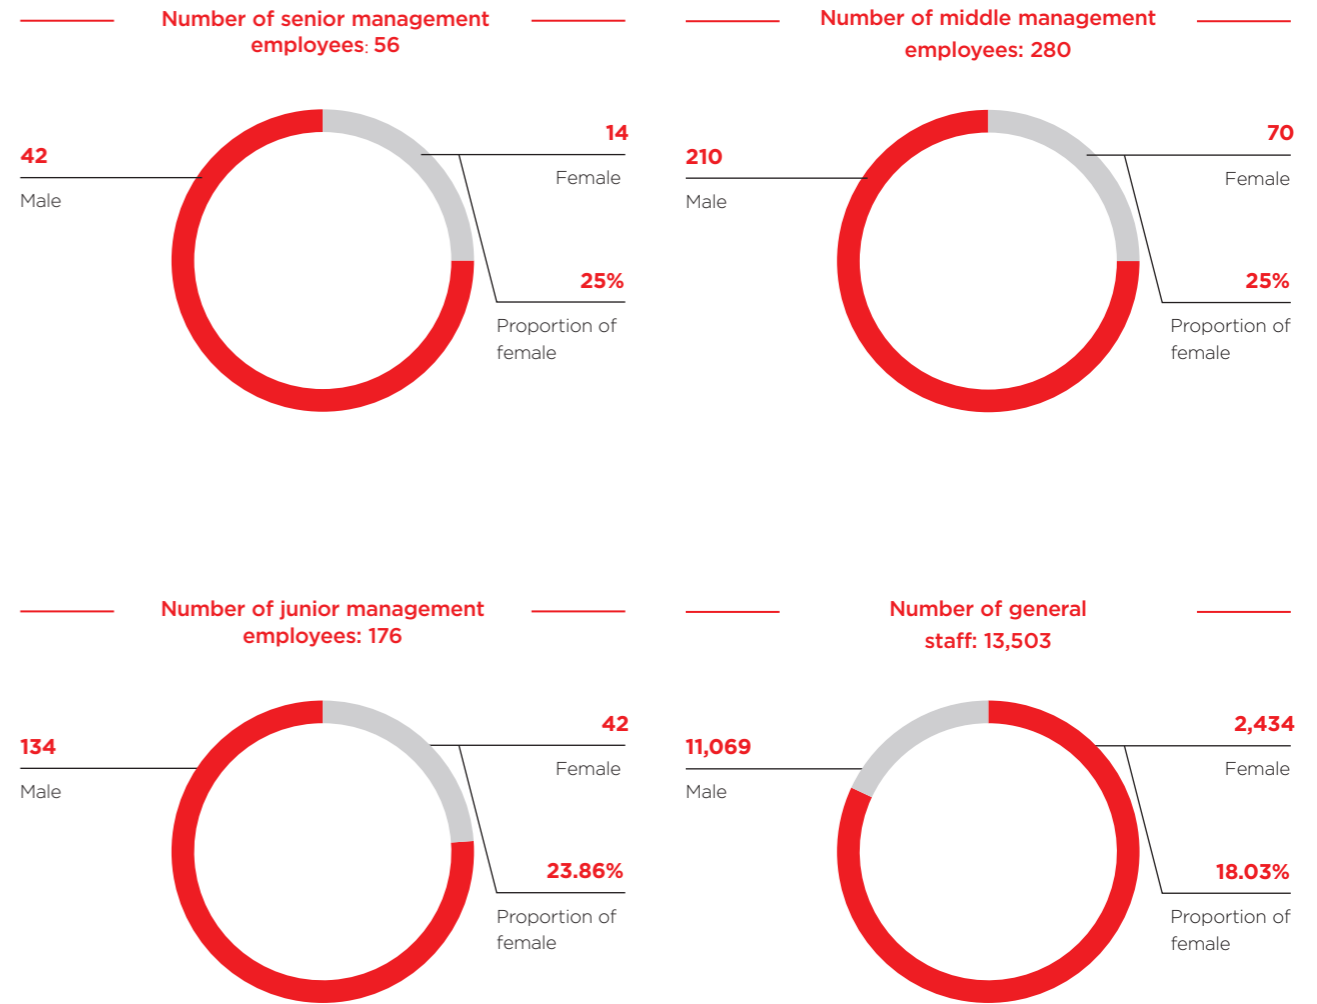 Number of senior management
employees: 56
42
Male
14
Female
25%
Proportion of
female
Number of middle management
employees: 280
210
Male
70
Female
25%
Proportion of
female
Number of junior management
employees: 176
134
Male
42
Female
23.86%
Proportion of
female
Number of general
staff: 13,503
11,069
Male
2,434
Female
18.03%
Proportion of
female